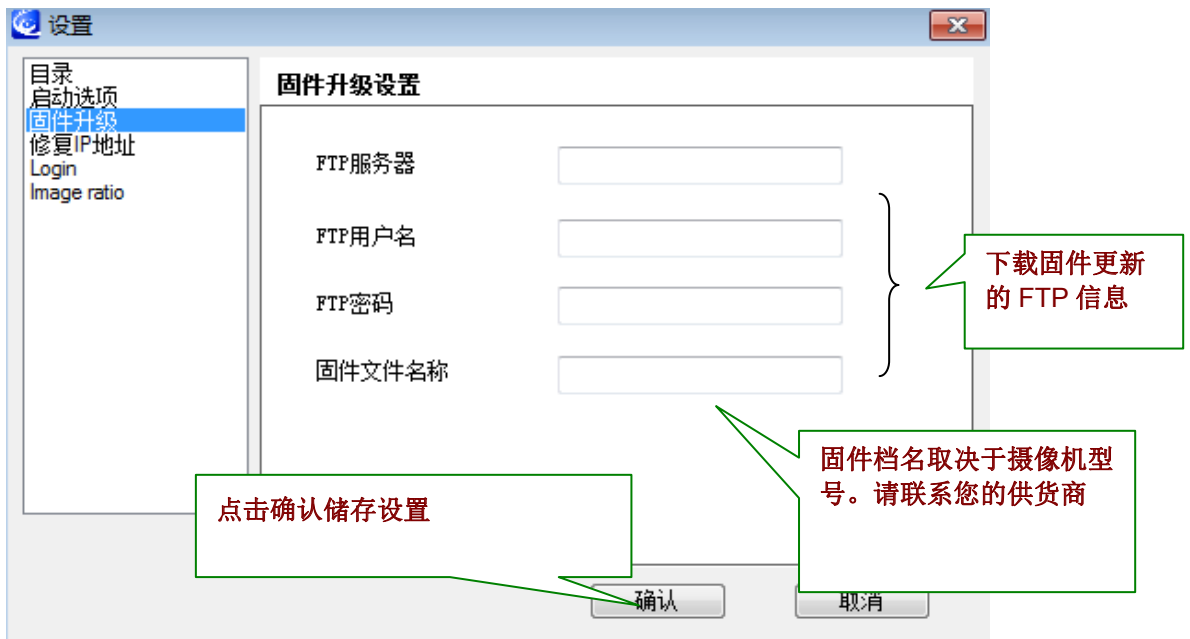 设置
目录
启动选项
固件升级
修复IP地址
Login
Image ratio
固件升级设置
FTP服务器
FTP用户名
FTP密码
固件文件名称
下载固件更新
的 FTP 信息
固件档名取决于摄像机型
号。请联系您的供货商
点击确认储存设置
确认
取消